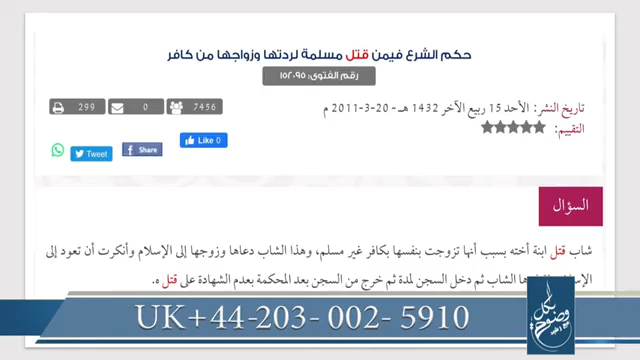 حكم الشرع فيمن قتل مسلمة لردتها وزواجها من كافر
رقم الفتوى: ١٥٢٠٩٥
تاريخ النشر: الأحد 15 ربيع الآخر 1432 هـ - 20-3-2011 م
التقييم:
7456 0 299
Like 0
Share
Tweet
السؤال
شاب قتل ابنة أخته بسبب أنها تزوجت بنفسها بكافر غير مسلم، وهذا الشاب دعاها وزوجها إلى الإسلام وأنكرت أن تعود إلى
الشاب ثم دخل السجن لمدة ثم خرج من السجن بعد المحكمة بعدم الشهادة على قتل ه.
UK+44-203- 002- 5910
بكل وضوح